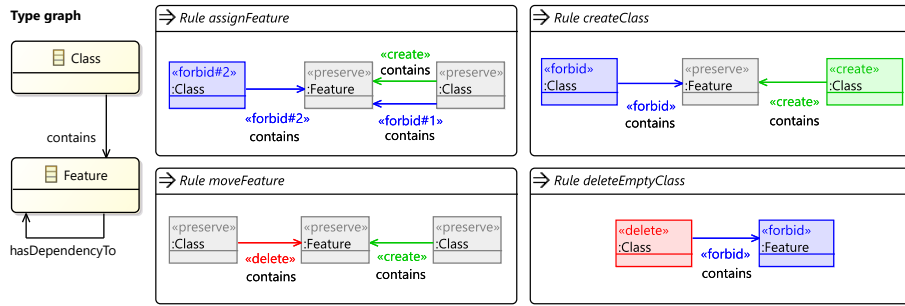 Type graph
Class
contains
Feature
hasDependencyTo
Rule assignFeature
«forbid#2»
:Class
«forbid#2»
contains
«preserve»
:Feature
«create»
contains
«forbid#1»
contains
«preserve»
:Class
Rule createClass
«forbid»
:Class
«forbid»
contains
«preserve»
:Feature
«create»
contains
«create»
:Class
Rule moveFeature
«preserve»
:Class
«delete»
contains
«preserve»
:Feature
«create»
contains
«preserve»
:Class
Rule deleteEmptyClass
«delete»
:Class
«forbid»
contains
«forbid»
:Feature